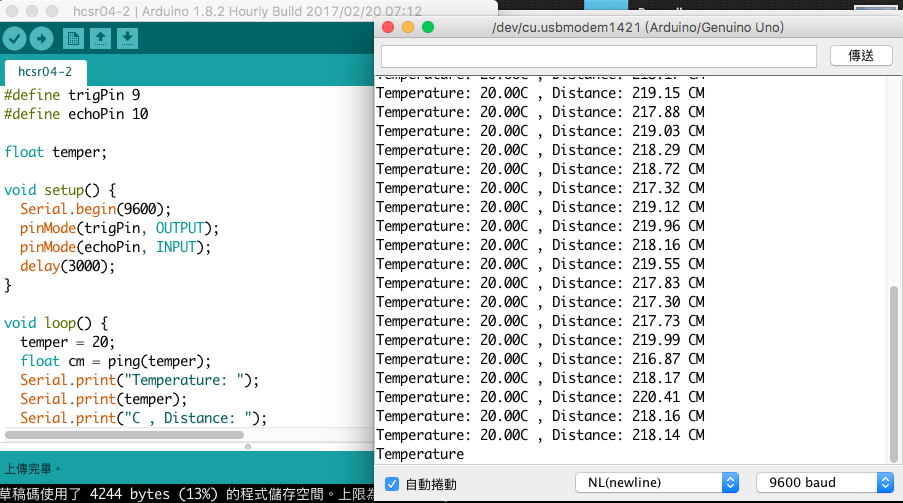 hcsr04-2 | Arduino 1.8.2 Hourly Build 2017/02/20 07:12
hcsr04-2
#define trigPin 9
#define echoPin 10
float temper;
void setup() {
Serial.begin(9600);
pinMode(trigPin, OUTPUT);
pinMode(echoPin, INPUT);
delay(3000);
}
void loop() {
temper = 20;
float cm = ping(temper);
Serial.print("Temperature: ");
Serial.print(temper);
Serial.print("C , Distance: ");
上傳完畢。
草稿碼使用了 4244 bytes (13%) 的程式儲存空間。上限為
/dev/cu.usbmodem1421 (Arduino/Genuino Uno)
傳送
Temperature: 20.00C , Distance: 219.15 CM
Temperature: 20.00C , Distance: 217.88 CM
Temperature: 20.00C , Distance: 219.03 CM
Temperature: 20.00C , Distance: 218.29 CM
Temperature: 20.00C , Distance: 218.72 CM
Temperature: 20.00C , Distance: 217.32 CM
Temperature: 20.00C , Distance: 219.12 CM
Temperature: 20.00C , Distance: 219.96 CM
Temperature: 20.00C , Distance: 218.16 CM
Temperature: 20.00C , Distance: 219.55 CM
Temperature: 20.00C , Distance: 217.83 CM
Temperature: 20.00C , Distance: 217.30 CM
Temperature: 20.00C , Distance: 217.73 CM
Temperature: 20.00C , Distance: 219.99 CM
Temperature: 20.00C , Distance: 216.87 CM
Temperature: 20.00C , Distance: 218.17 CM
Temperature: 20.00C , Distance: 220.41 CM
Temperature: 20.00C , Distance: 218.16 CM
Temperature: 20.00C , Distance: 218.14 CM
Temperature
自動捲動
NL(newline)
9600 baud